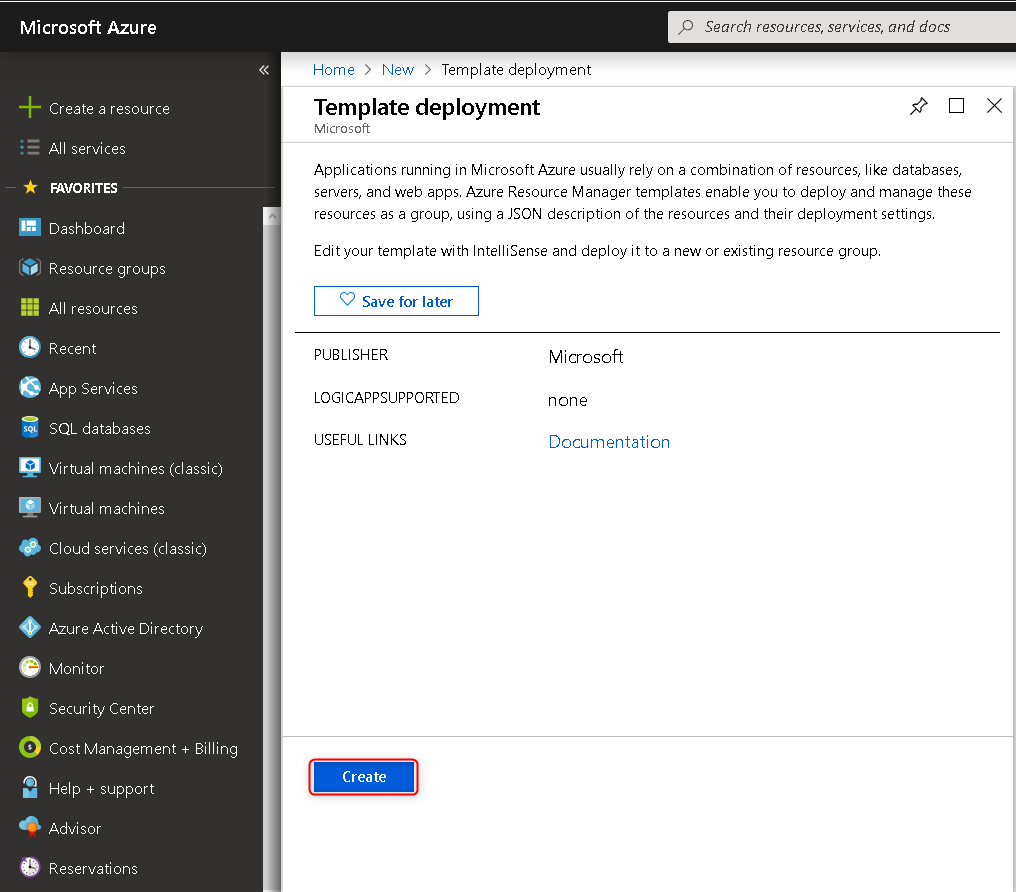 Microsoft Azure
Search resources, services, and docs
«
Create a resource
All services
FAVORITES
Dashboard
Resource groups
All resources
Recent
App Services
SQL databases
Virtual machines (classic)
Virtual machines
Cloud services (classic)
Subscriptions
Azure Active Directory
Monitor
Security Center
Cost Management + Billing
Help + support
Advisor
Reservations
Home > New > Template deployment
Template deployment
Microsoft
Applications running in Microsoft Azure usually rely on a combination of resources, like databases,
servers, and web apps. Azure Resource Manager templates enable you to deploy and manage these
resources as a group, using a JSON description of the resources and their deployment settings.
Edit your template with IntelliSense and deploy it to a new or existing resource group.
Save for later
PUBLISHER Microsoft
LOGICAPPSUPPORTED none
USEFUL LINKS Documentation
Create